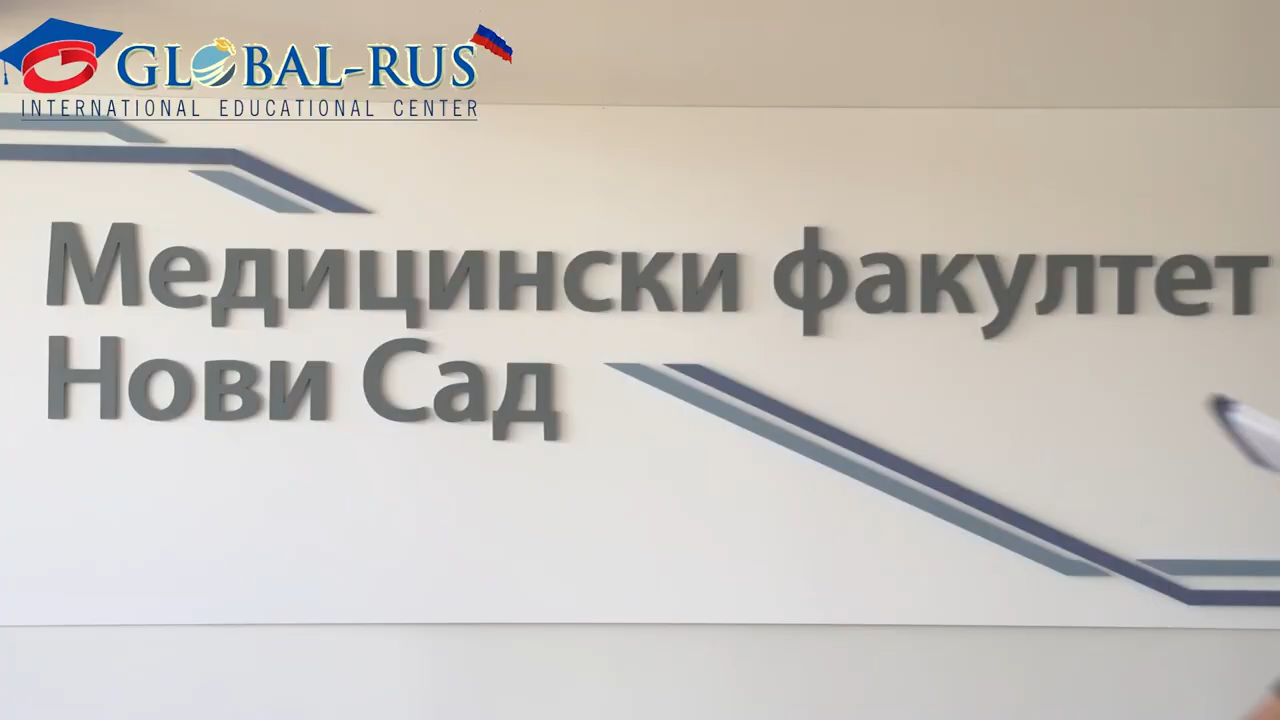 GLOBAL-RUS
INTERNATIONAL EDUCATIONAL CENTER
Медицински факултет
Нови Сад